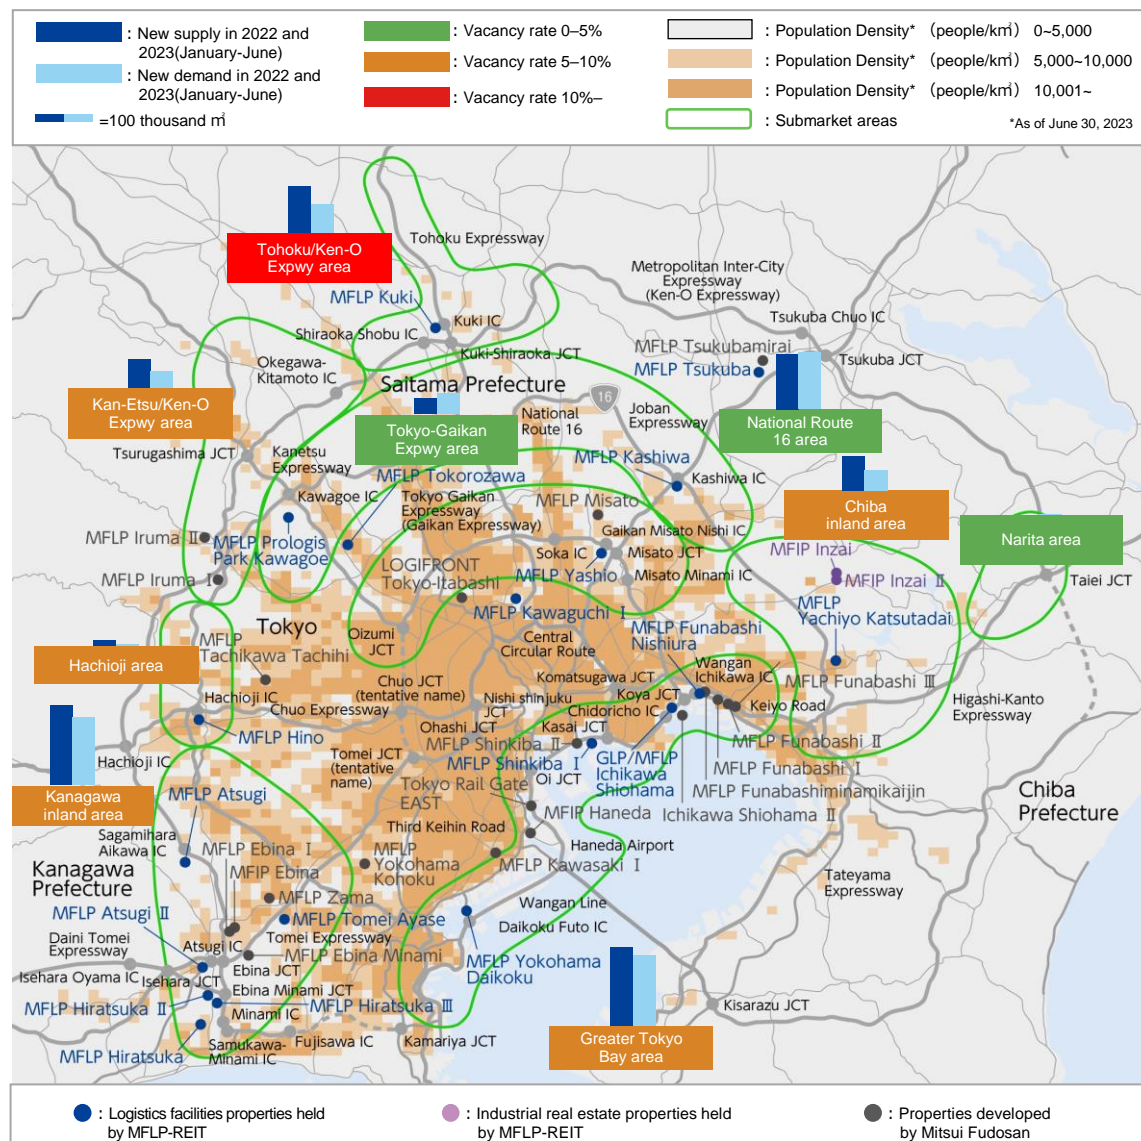 : New supply in 2022 and
2023(January-June)
: New demand in 2022 and
2023(January-June)
=100 thousand ㎡
: Vacancy rate 0–5%
: Vacancy rate 5–10%
: Vacancy rate 10%–
: Population Density* （people/k㎡） 0~5,000
: Population Density* （people/k㎡） 5,000~10,000
: Population Density* （people/k㎡） 10,001~
: Submarket areas
*As of June 30, 2023
Tohoku/Ken-O
Expwy area
Tohoku Expressway
MFLP Kuki
Kuki IC
Shiraoka Shobu IC
Kuki-Shiraoka JCT
Okegawa-
Kitamoto IC
Saitama Prefecture
Metropolitan Inter-City
Expressway
(Ken-O Expressway)
Tsukuba Chuo IC
MFLP Tsukubamirai
Tsukuba JCT
MFLP Tsukuba
Kan-Etsu/Ken-O
Expwy area
Tokyo-Gaikan
Expwy area
16
National
Route 16
Joban
Expressway
National Route
16 area
Tsurugashima JCT
Kanetsu
Expressway
MFLP Kashiwa
Kashiwa IC
MFLP Tokorozawa
Kawagoe IC
Tokyo Gaikan
Expressway
(Gaikan Expressway)
MFLP Misato
Chiba
inland area
MFLP Iruma Ⅱ
MFLP Prologis
Park Kawagoe
Gaikan Misato Nishi IC
Soka IC
Misato JCT
Narita area
MFLP Iruma Ⅰ
LOGIFRONT
Tokyo-Itabashi
MFLP Yashio
Misato Minami IC
MFIP Inzai
MFIP Inzai Ⅱ
Taiei JCT
MFLP Kawaguchi Ⅰ
MFLP
Yachiyo Katsutadai
Tokyo
Oizumi
JCT
Central
Circular Route
MFLP Funabashi
Nishiura
Hachioji area
MFLP
Tachikawa Tachihi
Komatsugawa JCT
Wangan
Ichikawa IC
MFLP Funabashi Ⅲ
Hachioji IC
Chuo JCT
(tentative name)
Nishi shinjuku
JCT
Koya JCT
Chuo Expressway
Chidoricho IC
Keiyo Road
Higashi-Kanto
Expressway
MFLP Hino
Ohashi JCT
Kasai JCT
MFLP Shinkiba Ⅱ
MFLP Funabashi Ⅱ
Hachioji JCT
Tomei JCT
(tentative
name)
MFLP Shinkiba Ⅰ
GLP/MFLP
Ichikawa
Shiohama
MFLP Funabashi Ⅰ
Oi JCT
MFLP Funabashiminamikaijin
Kanagawa
inland area
MFLP Atsugi
Tokyo Rail Gate
EAST
MFIP Haneda
Ichikawa Shiohama Ⅱ
Chiba
Prefecture
Sagamihara
Aikawa IC
Third Keihin Road
Haneda Airport
MFLP Ebina Ⅰ
MFLP
Yokohama
Kohoku
MFLP Kawasaki Ⅰ
Kanagawa
Prefecture
MFIP Ebina
Tateyama
Expressway
MFLP Zama
Wangan Line
MFLP Atsugi Ⅱ
MFLP Tomei Ayase
Daikoku Futo IC
Daini Tomei
Expressway
Atsugi IC
Tomei Expressway
MFLP Ebina Minami
MFLP Yokohama
Daikoku
Isehara Oyama IC
Isehara JCT
Ebina JCT
Ebina Minami JCT
Kisarazu JCT
MFLP Hiratsuka Ⅱ
MFLP Hiratsuka Ⅲ
Minami IC
MFLP Hiratsuka
Samukawa-
Minami IC
Fujisawa IC
Kamariya JCT
Greater Tokyo
Bay area
: Logistics facilities properties held
by MFLP-REIT
: Industrial real estate properties held
by MFLP-REIT
: Properties developed
by Mitsui Fudosan